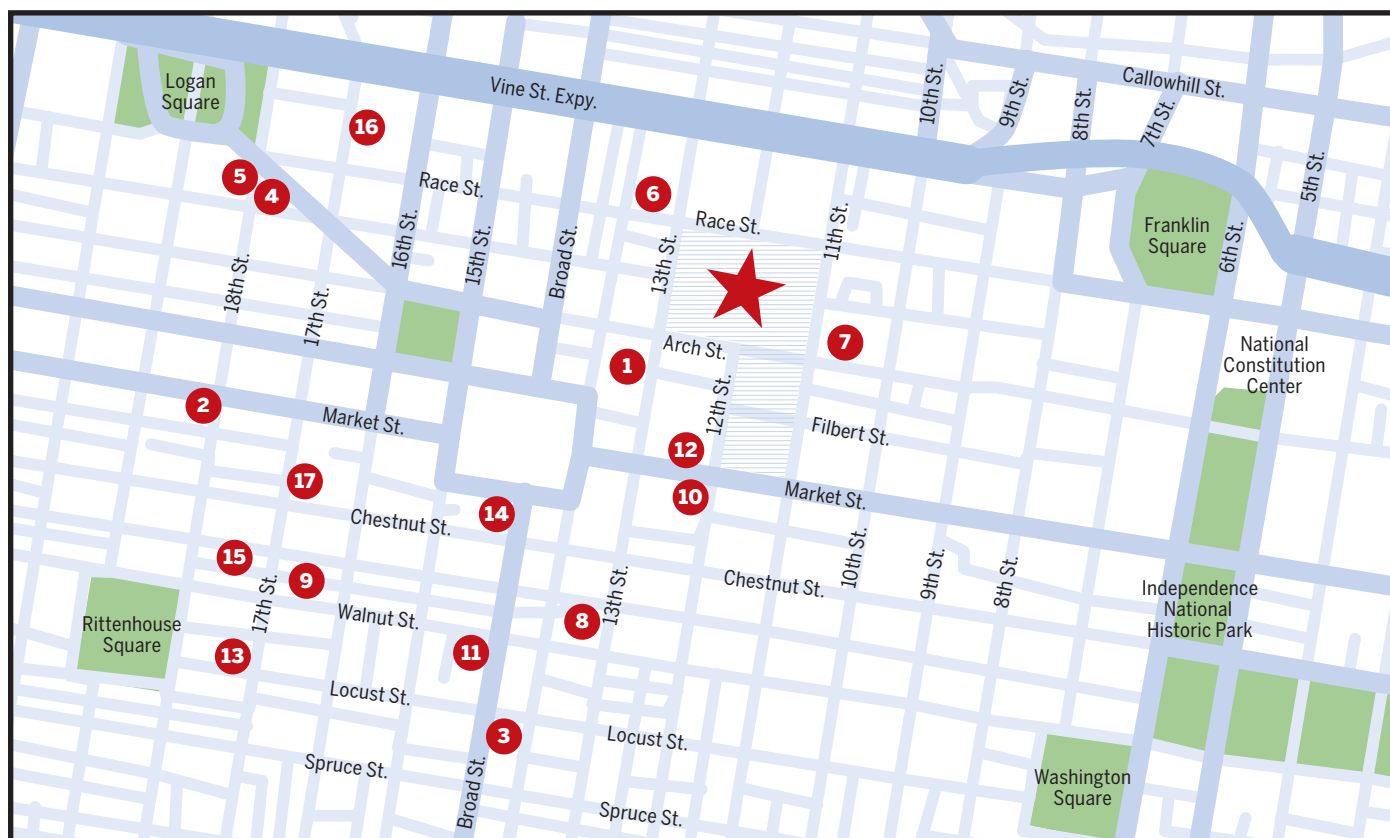 Logan
Square
Vine St. Expy.
10th St.
9th St.
8th St.
Callowhill St.
7th St.
5th St.
16
5
4
Race St.
6
Race St.
16th St.
15th St.
Broad St.
13th St.
11th St.
Franklin
Square
6th St.
18th St.
17th St.
1
Arch St.
7
National
Constitution
Center
2
Market St.
12th St.
Filbert St.
12
17
10
Market St.
14
Chestnut St.
15
9
17th St.
Walnut St.
13th St.
Chestnut St.
10th St.
9th St.
8th St.
Independence
National
Historic Park
Rittenhouse
Square
13
11
8
Locust St.
3
Locust St.
Spruce St.
Broad St.
Spruce St.
Washington
Square